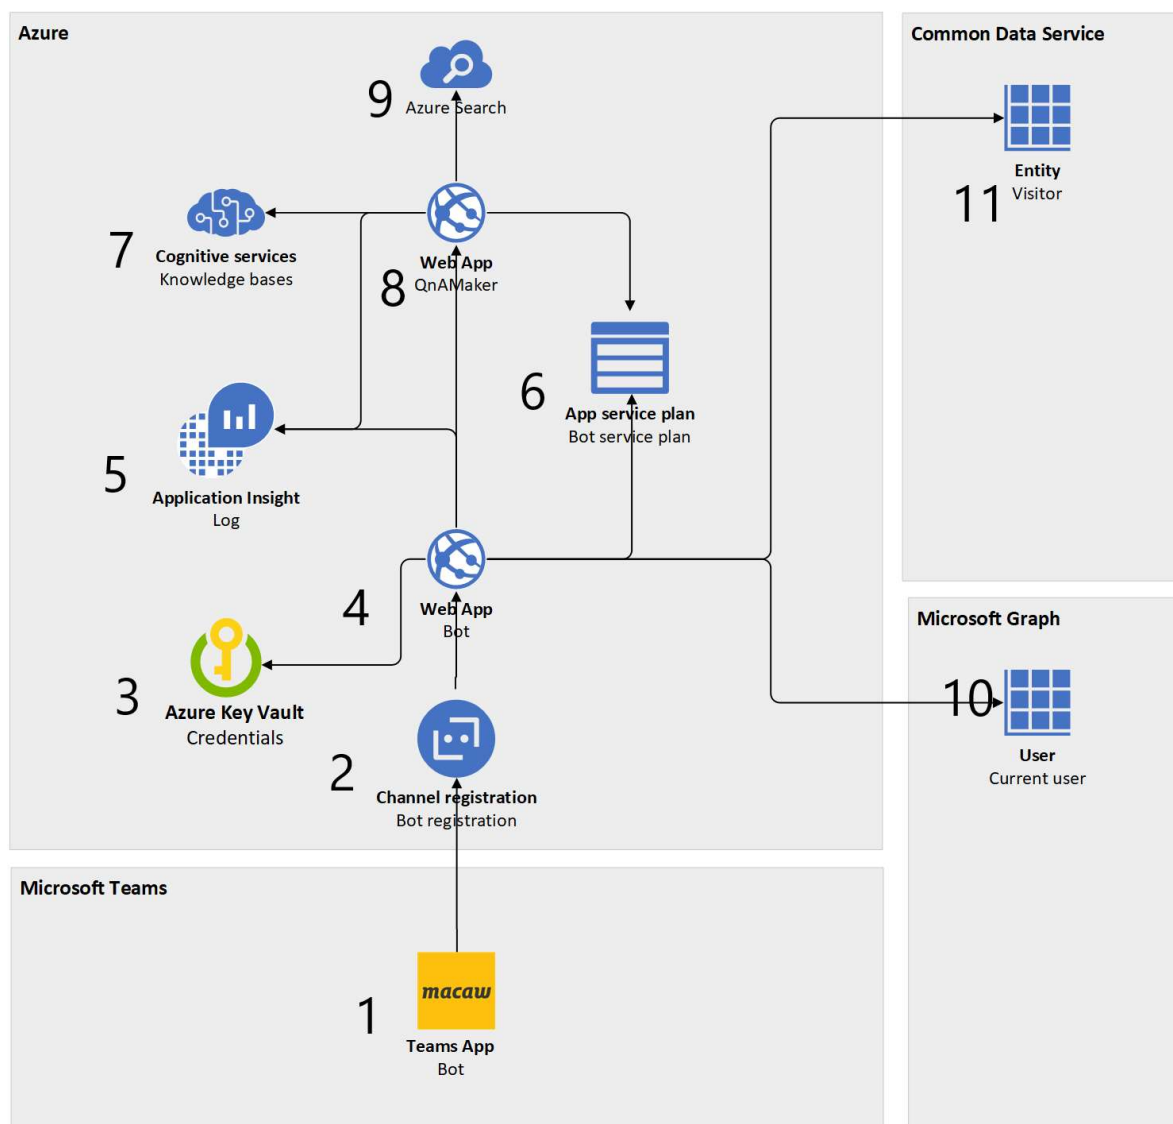 Azure
Common Data Service
9
Azure Search
Entity
Visitor
11
7
Cognitive services
Knowledge bases
8
Web App
QnAMaker
6
App service plan
Bot service plan
5
Application Insight
Log
4
Web App
Bot
Microsoft Graph
3
Azure Key Vault
Credentials
10
User
Current user
2
Channel registration
Bot registration
Microsoft Teams
macaw
1
Teams App
Bot